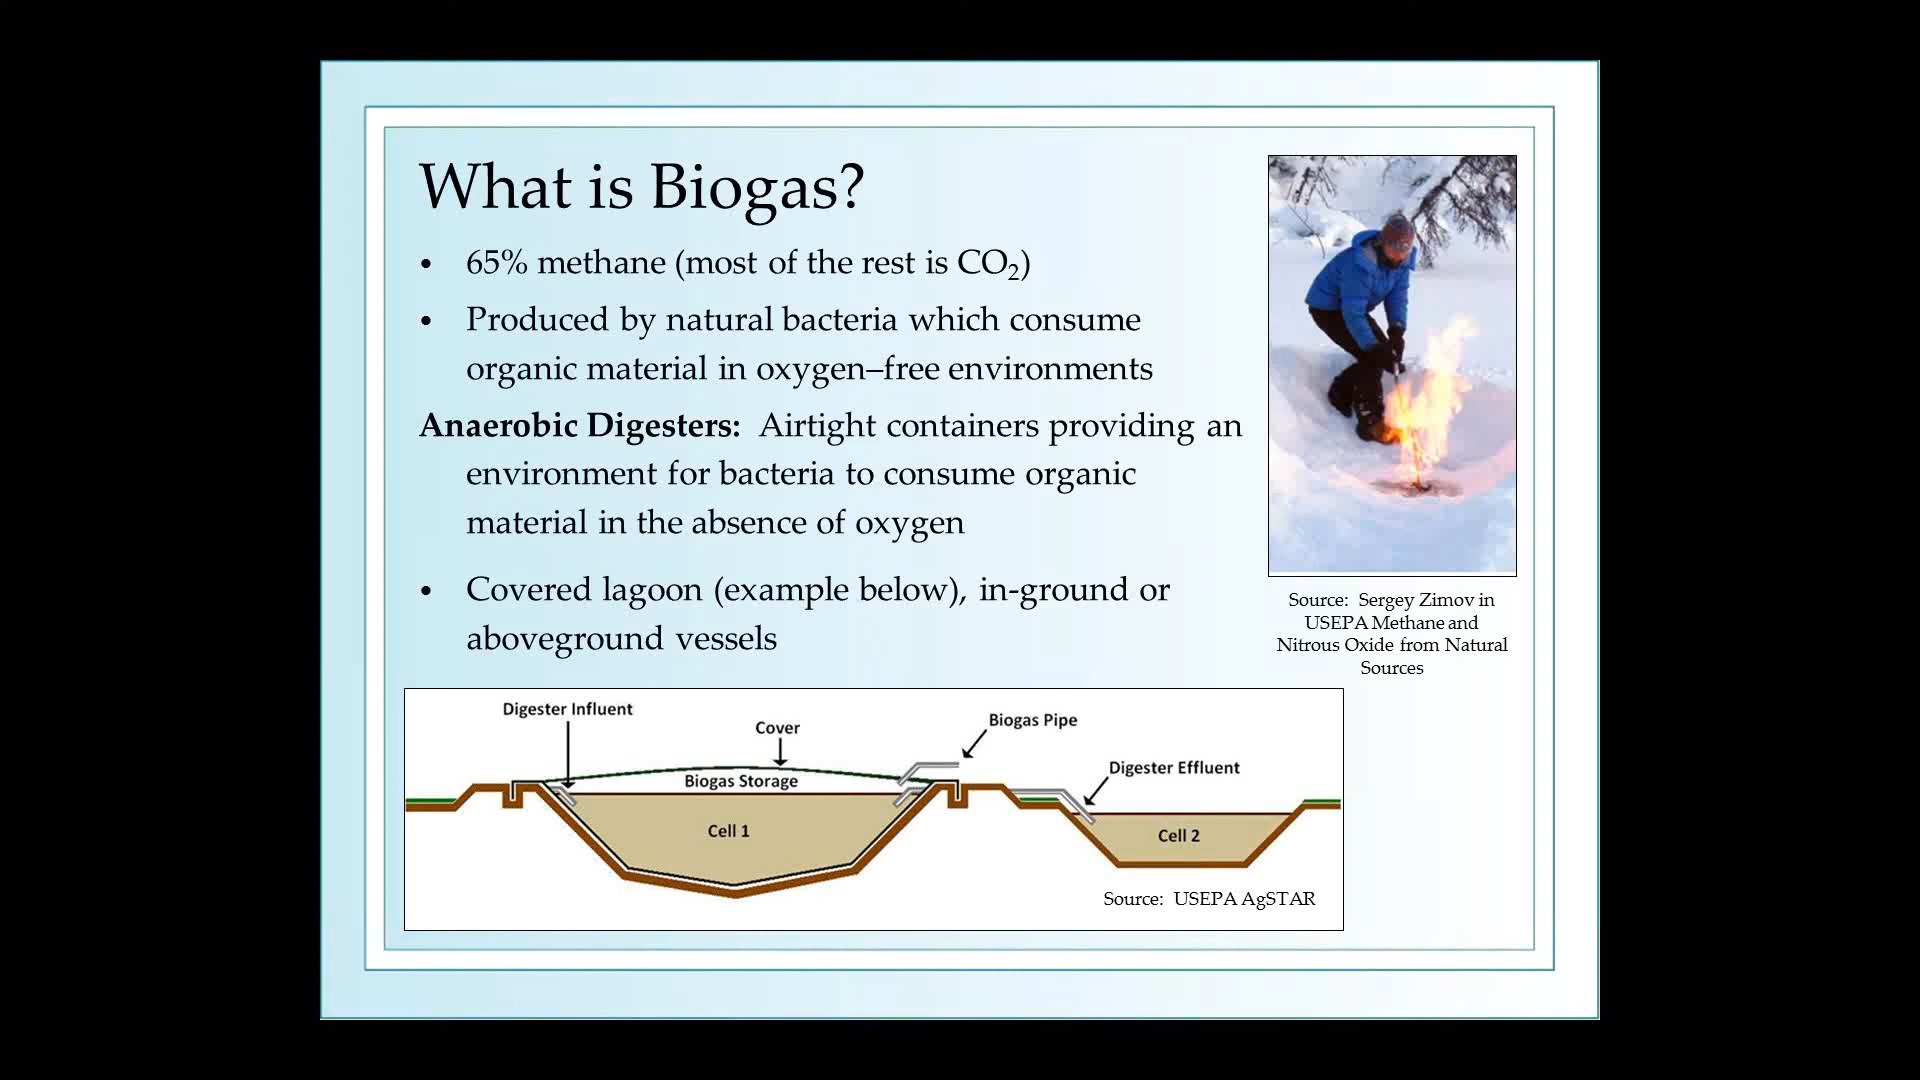 What is Biogas?
• 65% methane (most of the rest is CO₂)
• Produced by natural bacteria which consume
organic material in oxygen–free environments
Anaerobic Digesters: Airtight containers providing an
environment for bacteria to consume organic
material in the absence of oxygen
• Covered lagoon (example below), in-ground or
aboveground vessels
Source: Sergey Zimov in
USEPA Methane and
Nitrous Oxide from Natural
Sources
Digester Influent
Cover
Biogas Pipe
Digester Effluent
Biogas Storage
Cell 1
Cell 2
Source: USEPA AgSTAR